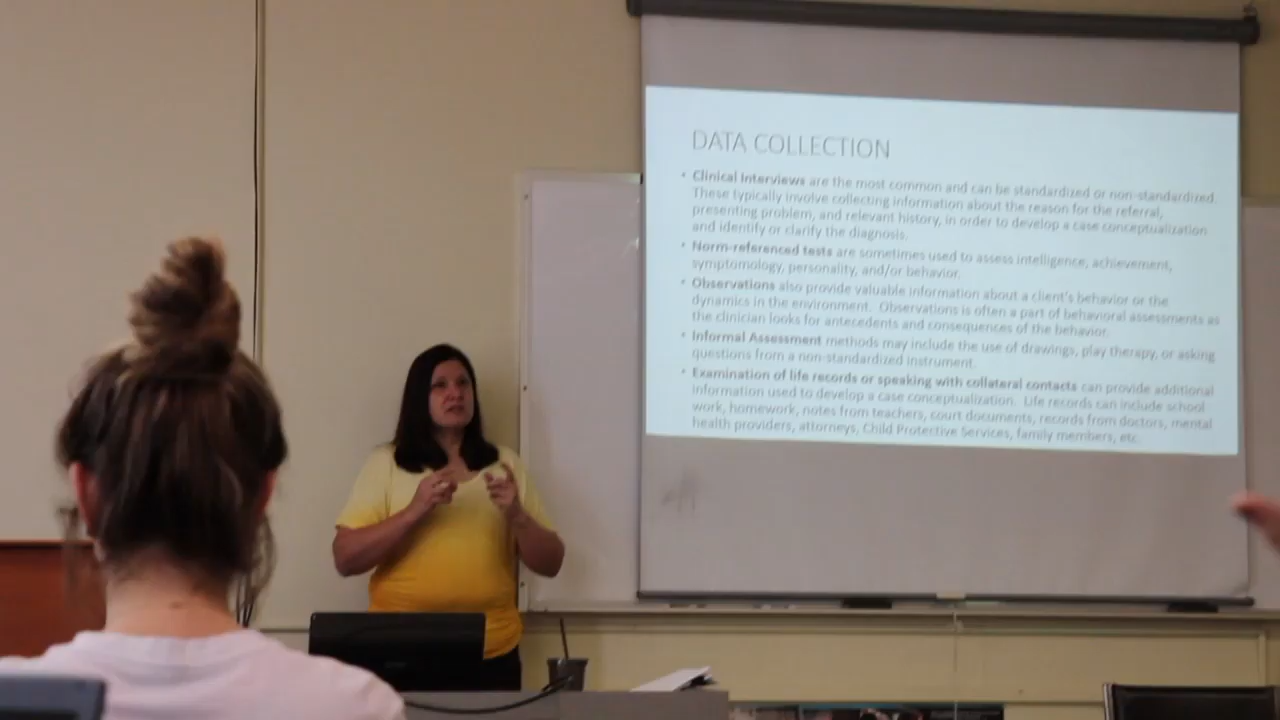 DATA COLLECTION
• Clinical Interviews are the most common and can be standardized or non-standardized.
These typically involve collecting information about the reason for the referral,
presenting problem, and relevant history, in order to develop a case conceptualization
and identify or clarify the diagnosis.
• Norm-referenced tests are sometimes used to assess intelligence, achievement,
symptomology, personality, and/or behavior.
• Observations also provide valuable information about a client's behavior or the
dynamics in the environment. Observations is often a part of behavioral assessments as
the clinician looks for antecedents and consequences of the behavior.
• Informal Assessment methods may include the use of drawings, play therapy, or asking
questions from a non-standardized instrument.
• Examination of life records or speaking with collateral contacts can provide additional
information used to develop a case conceptualization. Life records can include school
work, homework, notes from teachers, court documents, records from doctors, mental
health providers, attorneys, Child Protective Services, family members, etc.